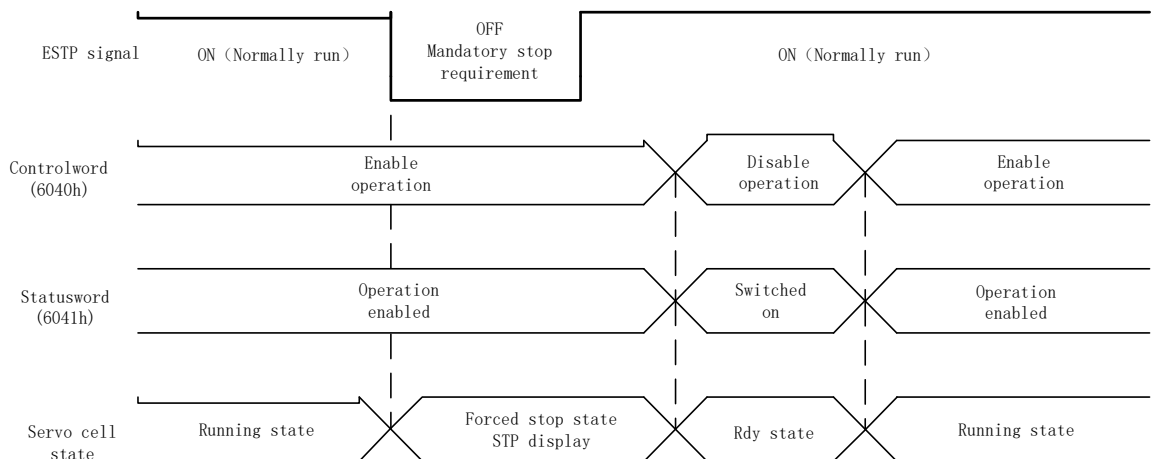 OFF
ESTP signal
ON (Normally run)
Mandatory stop
requirement
ON (Normally run)
Controlword
(6040h)
Enable
operation
Disable
operation
Enable
operation
Statusword
(6041h)
Operation
enabled
Switched
on
Operation
enabled
Servo cell
state
Running state
Forced stop state
STP display
Rdy state
Running state